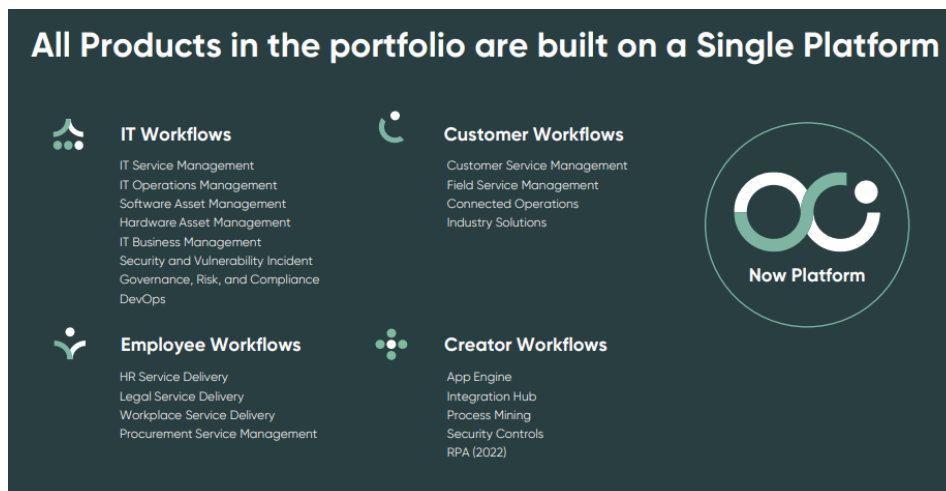 All Products in the portfolio are built on a Single Platform
IT Workflows
IT Service Management
IT Operations Management
Software Asset Management
Hardware Asset Management
IT Business Management
Security and Vulnerability Incident
Governance, Risk, and Compliance
DevOps
Customer Workflows
Customer Service Management
Field Service Management
Connected Operations
Industry Solutions
Employee Workflows
HR Service Delivery
Legal Service Delivery
Workplace Service Delivery
Procurement Service Management
Creator Workflows
App Engine
Integration Hub
Process Mining
Security Controls
RPA (2022)
Now Platform